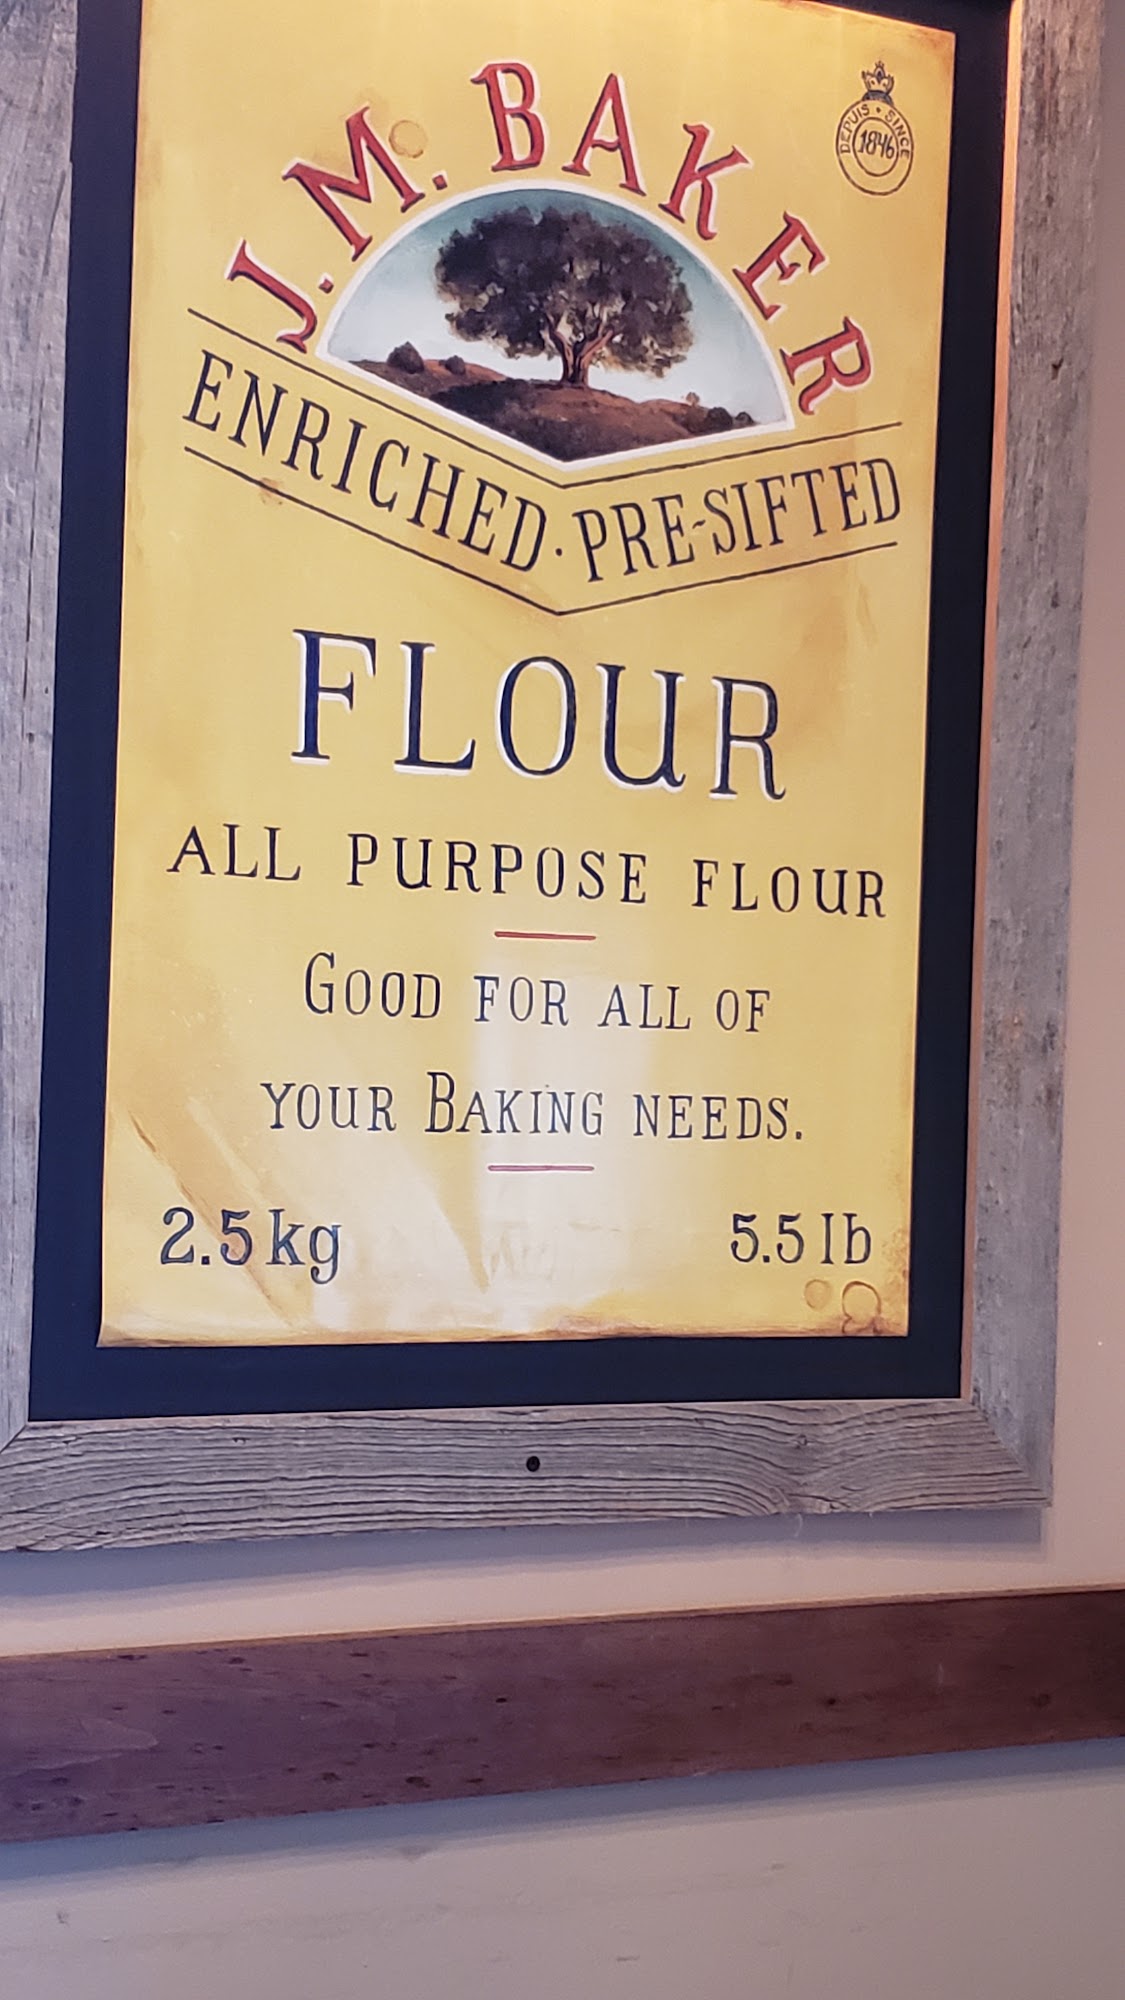 J.M. BAKER
DEPUIS • SINCE
1846
ENRICHED · PRE-SIFTED
FLOUR
ALL PURPOSE FLOUR
GOOD FOR ALL OF
YOUR BAKING NEEDS.
2.5 kg 5.5 lb